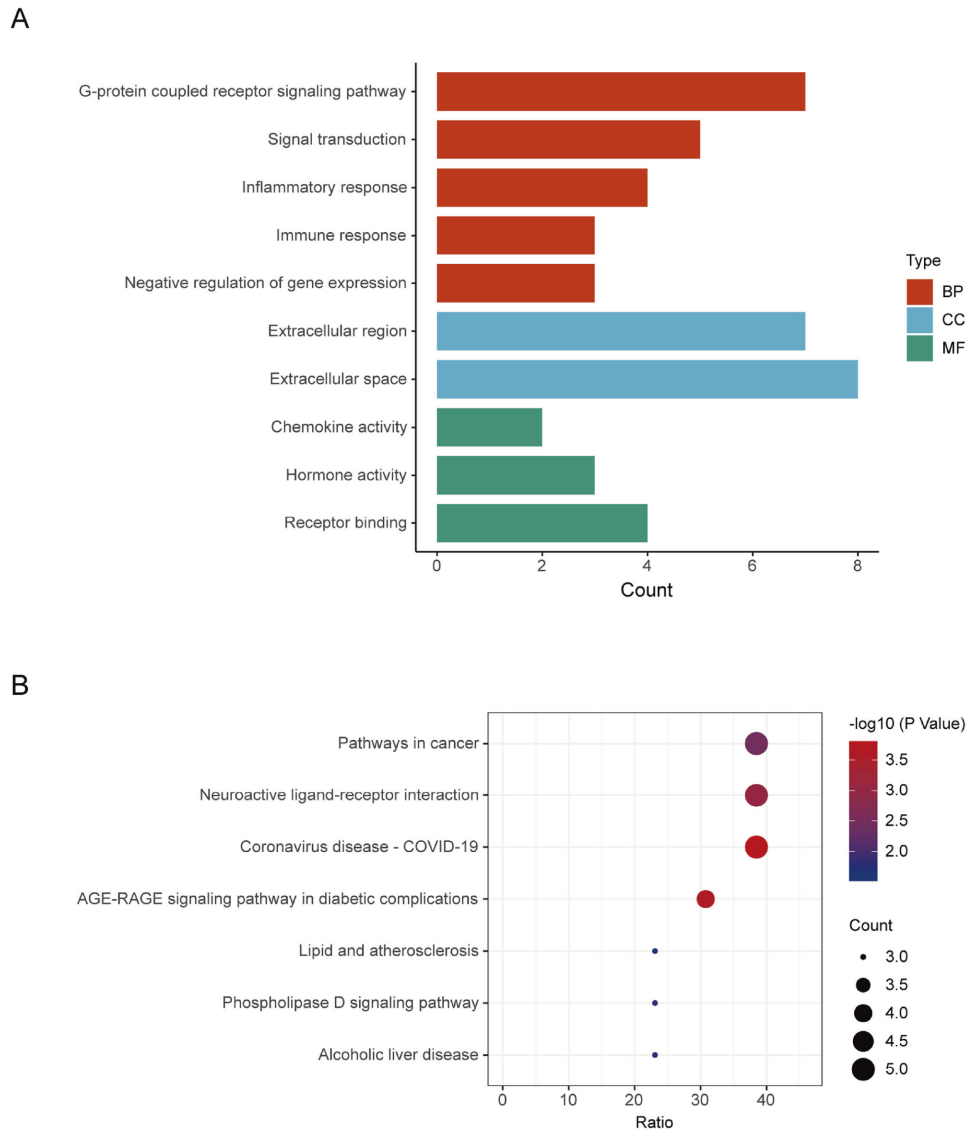 A
G-protein coupled receptor signaling pathway
Signal transduction
Inflammatory response
Immune response
Negative regulation of gene expression
Extracellular region
Extracellular space
Chemokine activity
Hormone activity
Receptor binding
0 2 4 6 8
Count
Type
BP
CC
MF
B
Pathways in cancer
Neuroactive ligand-receptor interaction
Coronavirus disease - COVID-19
AGE-RAGE signaling pathway in diabetic complications
Lipid and atherosclerosis
Phospholipase D signaling pathway
Alcoholic liver disease
0 10 20 30 40
Ratio
-log10 (P Value)
3.5
3.0
2.5
2.0
Count
3.0
3.5
4.0
4.5
5.0